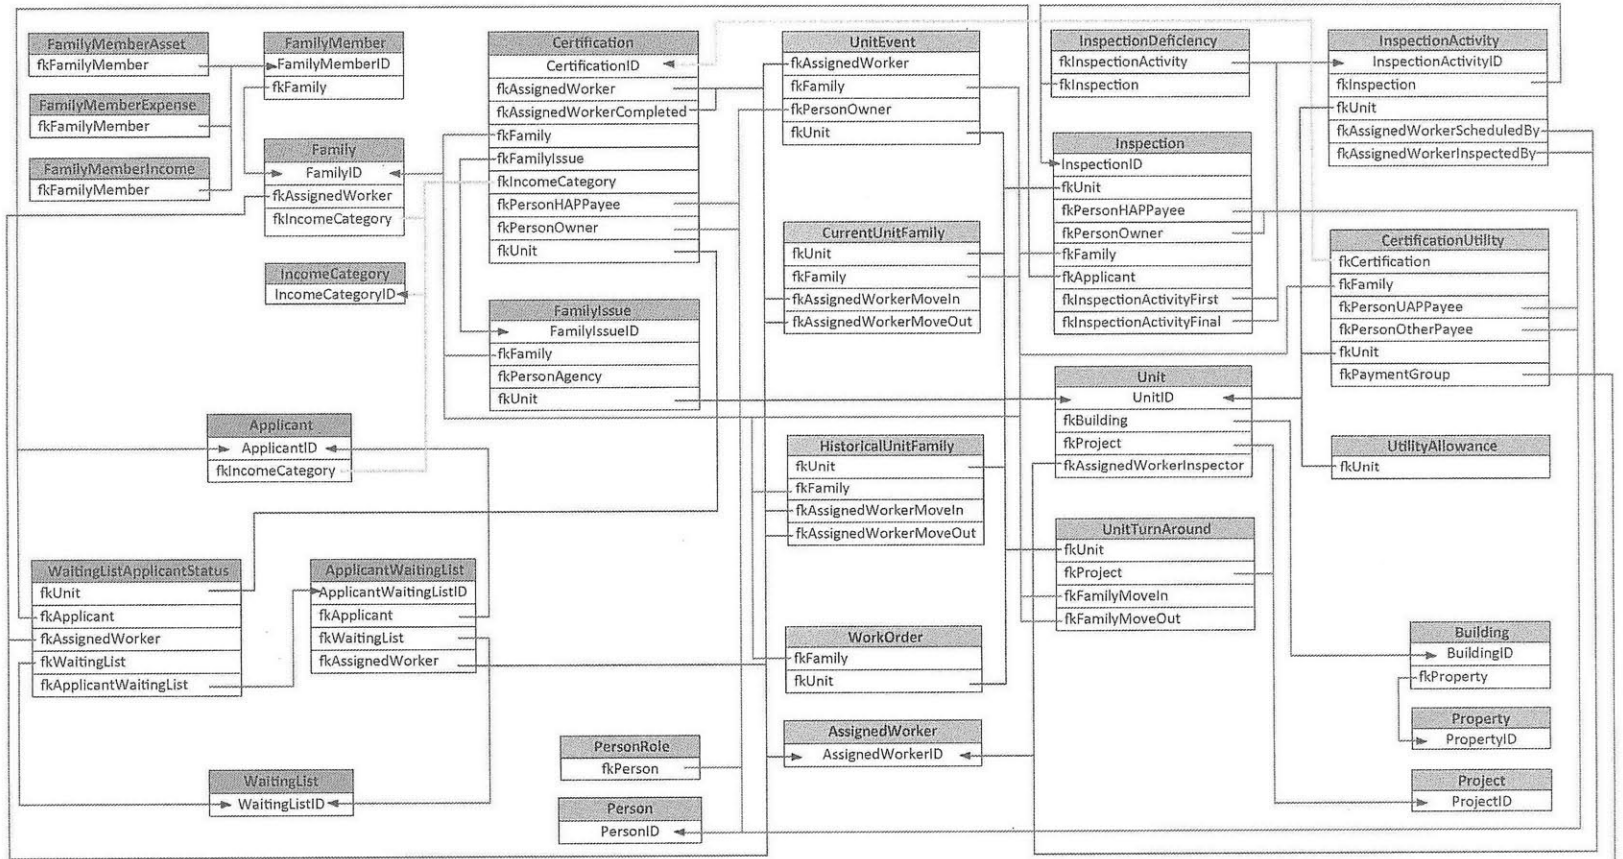 FamilyMemberAsset
fkFamilyMember
FamilyMemberExpense
fkFamilyMember
FamilyMemberIncome
fkFamilyMember
FamilyMember
FamilyMemberID
fkFamily
Family
FamilyID
fkAssignedWorker
fkIncomeCategory
IncomeCategory
IncomeCategoryID
Certification
CertificationID
fkAssignedWorker
fkAssignedWorkerCompleted
fkFamily
fkFamilyIssue
fkIncomeCategory
fkPersonHAPPayee
fkPersonOwner
fkUnit
FamilyIssue
FamilyIssueID
fkFamily
fkPersonAgency
fkUnit
UnitEvent
fkAssignedWorker
fkFamily
fkPersonOwner
fkUnit
CurrentUnitFamily
fkUnit
fkFamily
fkAssignedWorkerMoveIn
fkAssignedWorkerMoveOut
InspectionDeficiency
fkInspectionActivity
fkInspection
Inspection
InspectionID
fkUnit
fkPersonHAPPayee
fkPersonOwner
fkFamily
fkApplicant
fkInspectionActivityFirst
fkInspectionActivityFinal
InspectionActivity
InspectionActivityID
fkInspection
fkUnit
fkAssignedWorkerScheduledBy
fkAssignedWorkerInspectedBy
CertificationUtility
fkCertification
fkFamily
fkPersonUAPPayee
fkPersonOtherPayee
fkUnit
fkPaymentGroup
Unit
UnitID
fkBuilding
fkProject
fkAssignedWorkerInspector
UtilityAllowance
fkUnit
Applicant
ApplicantID
fkIncomeCategory
HistoricalUnitFamily
fkUnit
fkFamily
fkAssignedWorkerMoveIn
fkAssignedWorkerMoveOut
UnitTurnAround
fkUnit
fkProject
fkFamilyMoveIn
fkFamilyMoveOut
WaitingListApplicantStatus
fkUnit
fkApplicant
fkAssignedWorker
fkWaitingList
fkApplicantWaitingList
ApplicantWaitingList
ApplicantWaitingListID
fkApplicant
fkWaitingList
fkAssignedWorker
WorkOrder
fkFamily
fkUnit
Building
BuildingID
fkProperty
Property
PropertyID
Project
ProjectID
AssignedWorker
AssignedWorkerID
PersonRole
fkPerson
Person
PersonID
WaitingList
WaitingListID